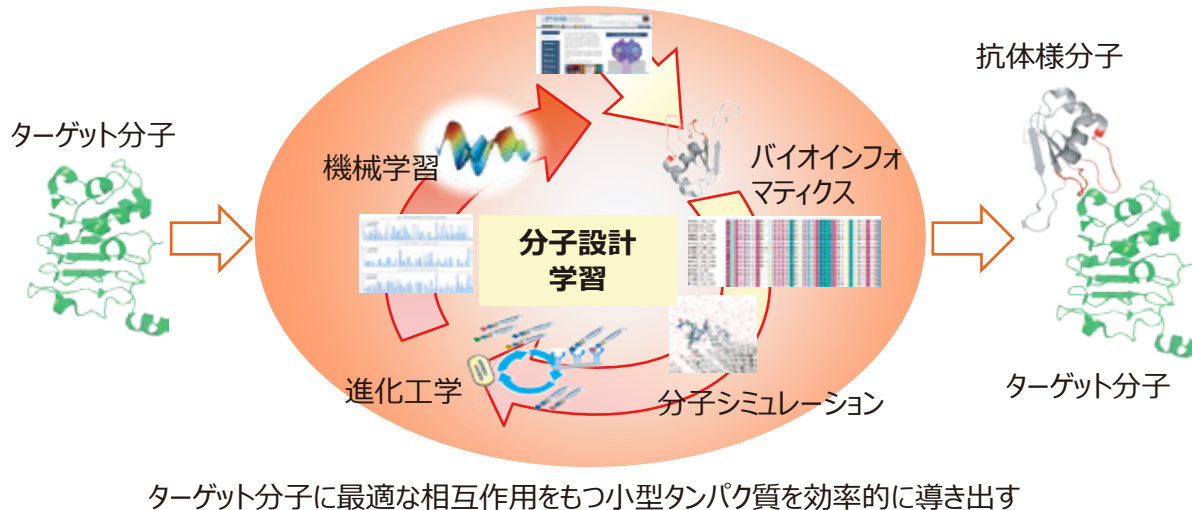 ターゲット分子
機械学習
バイオインフォ
マティクス
分子設計
学習
進化工学
分子シミュレーション
抗体様分子
ターゲット分子
ターゲット分子に最適な相互作用をもつ小型タンパク質を効率的に導き出す